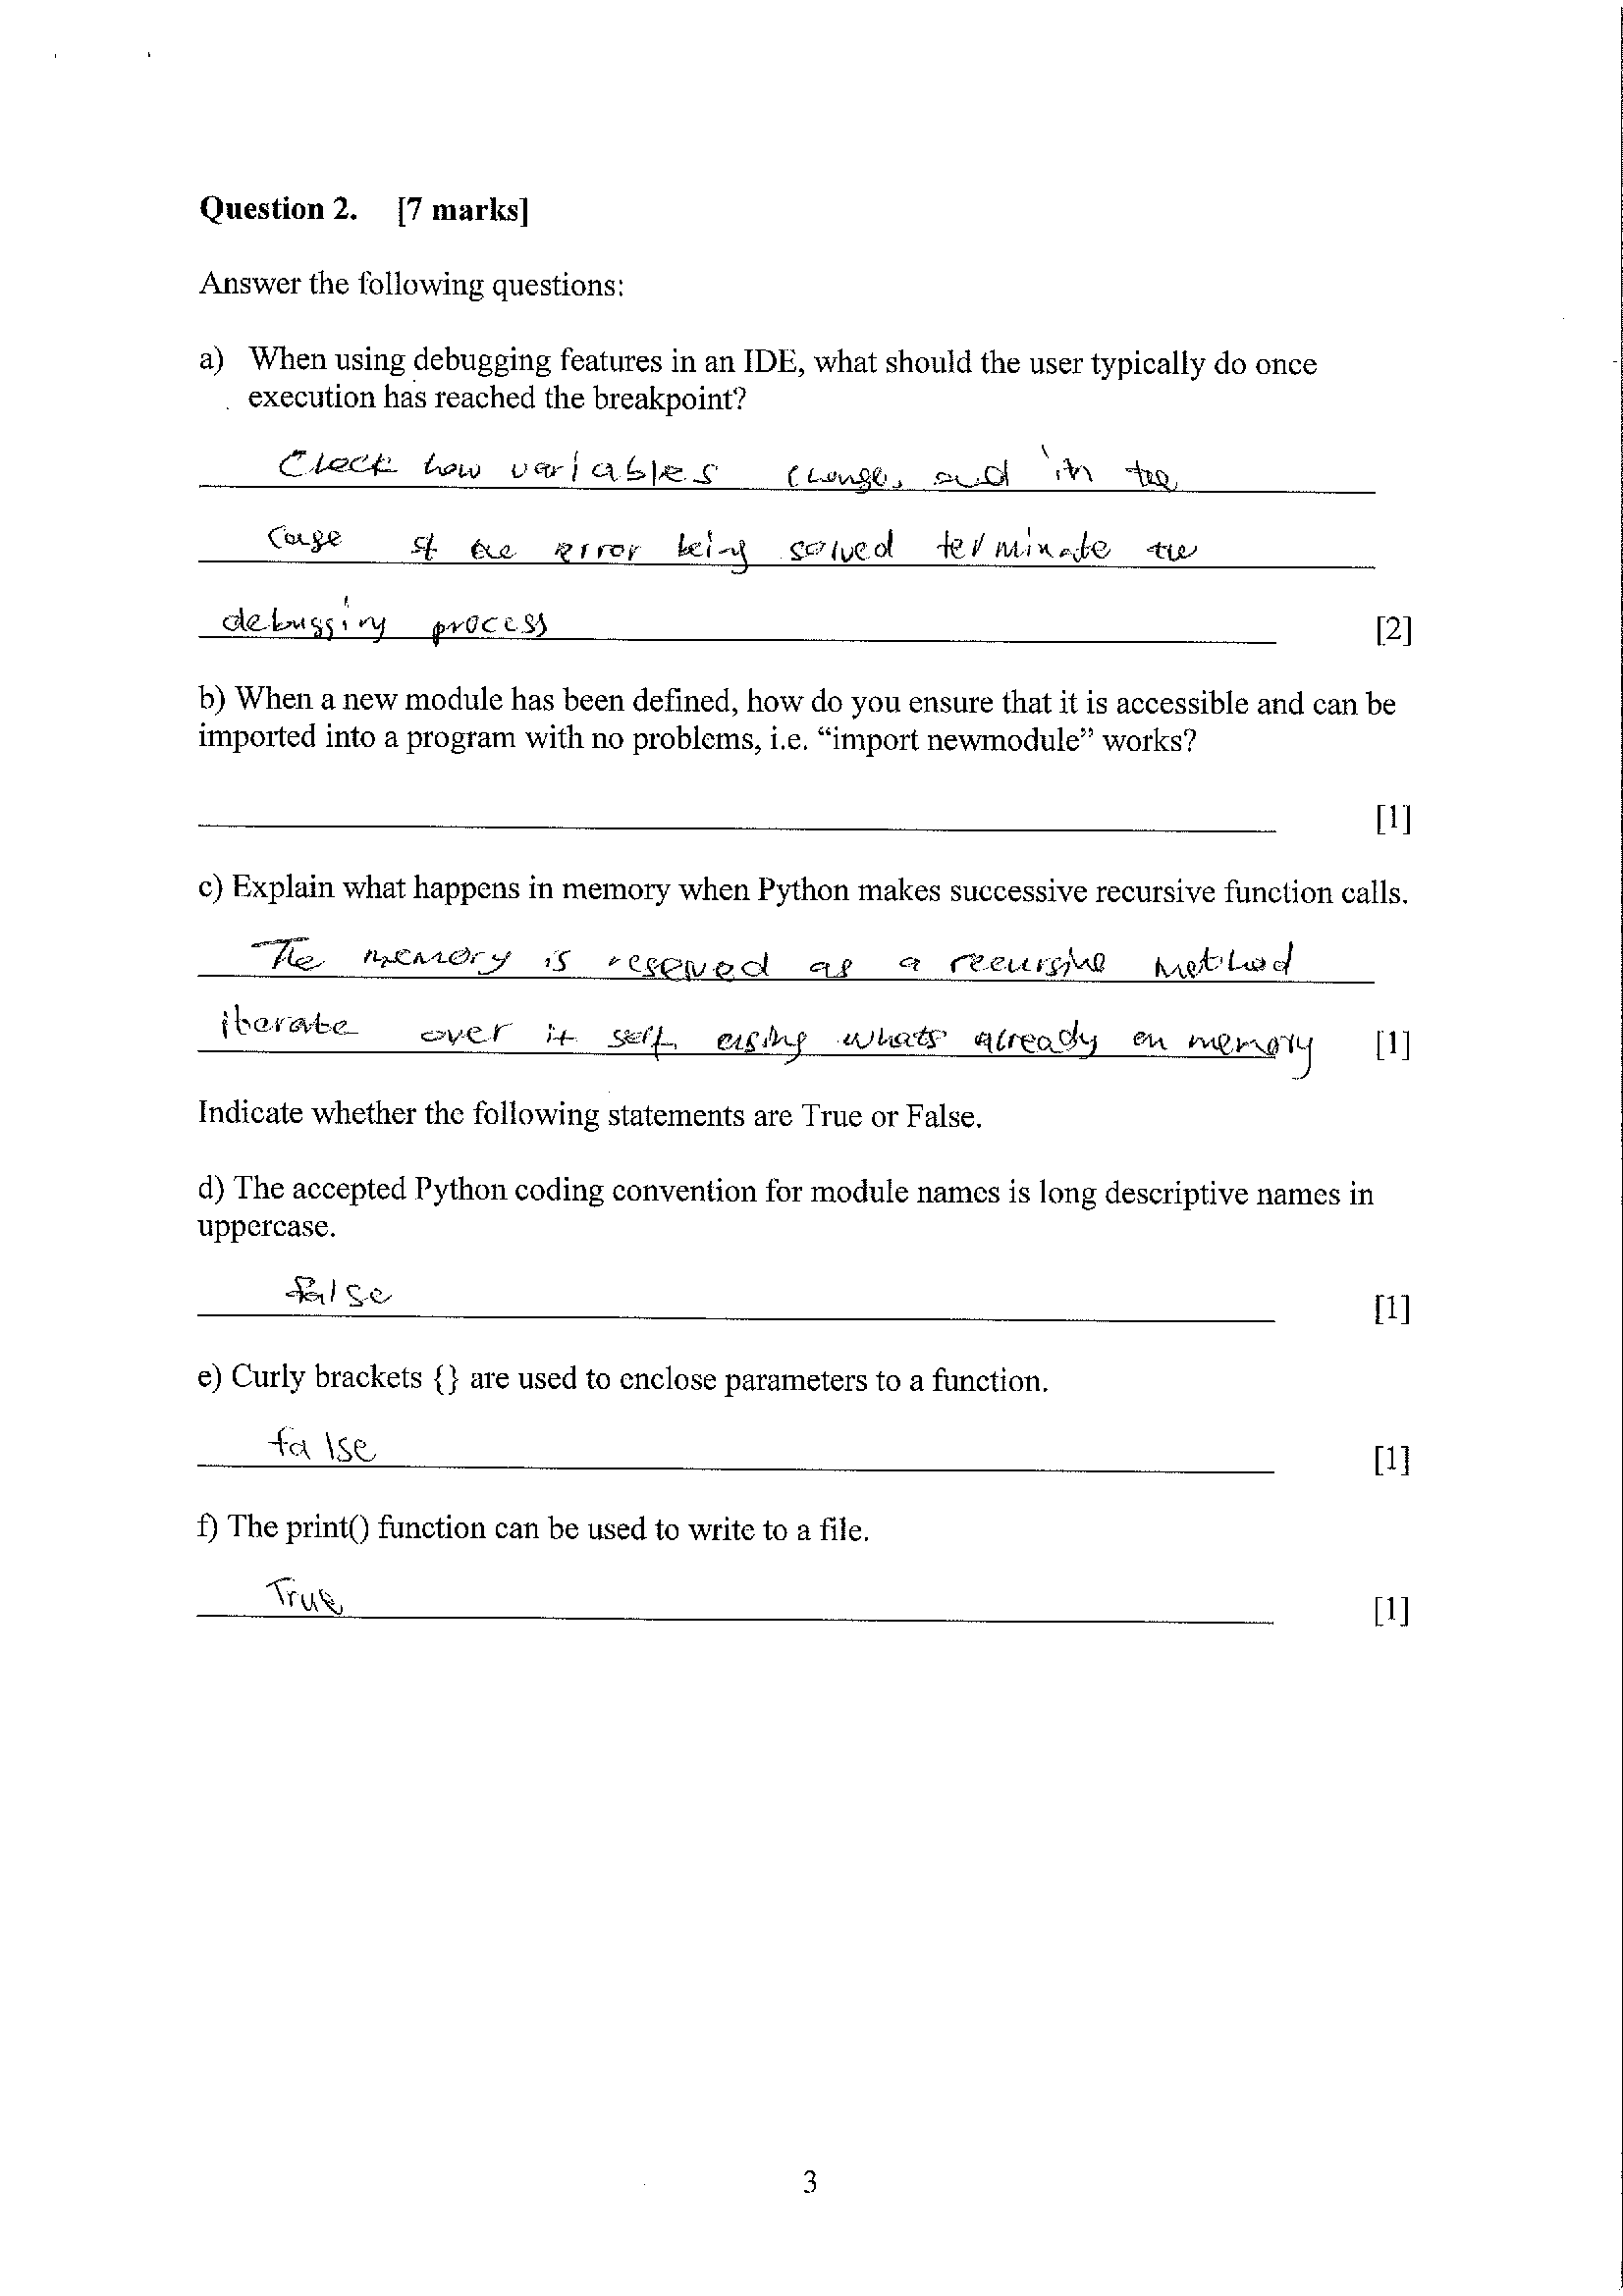 Question 2. [7 marks]
Answer the following questions:
a) When using debugging features in an IDE, what should the user typically do once
execution has reached the breakpoint?
Check how variables change, and in the
case of the error being solved terminate the
debugging process [2]
b) When a new module has been defined, how do you ensure that it is accessible and can be
imported into a program with no problems, i.e. “import newmodule” works?
[1]
c) Explain what happens in memory when Python makes successive recursive function calls.
The memory is reserved as a recursive method
iterate over it self, using whats already on memory [1]
Indicate whether the following statements are True or False.
d) The accepted Python coding convention for module names is long descriptive names in
uppercase.
false [1]
e) Curly brackets {} are used to enclose parameters to a function.
false [1]
f) The print() function can be used to write to a file.
True [1]
3